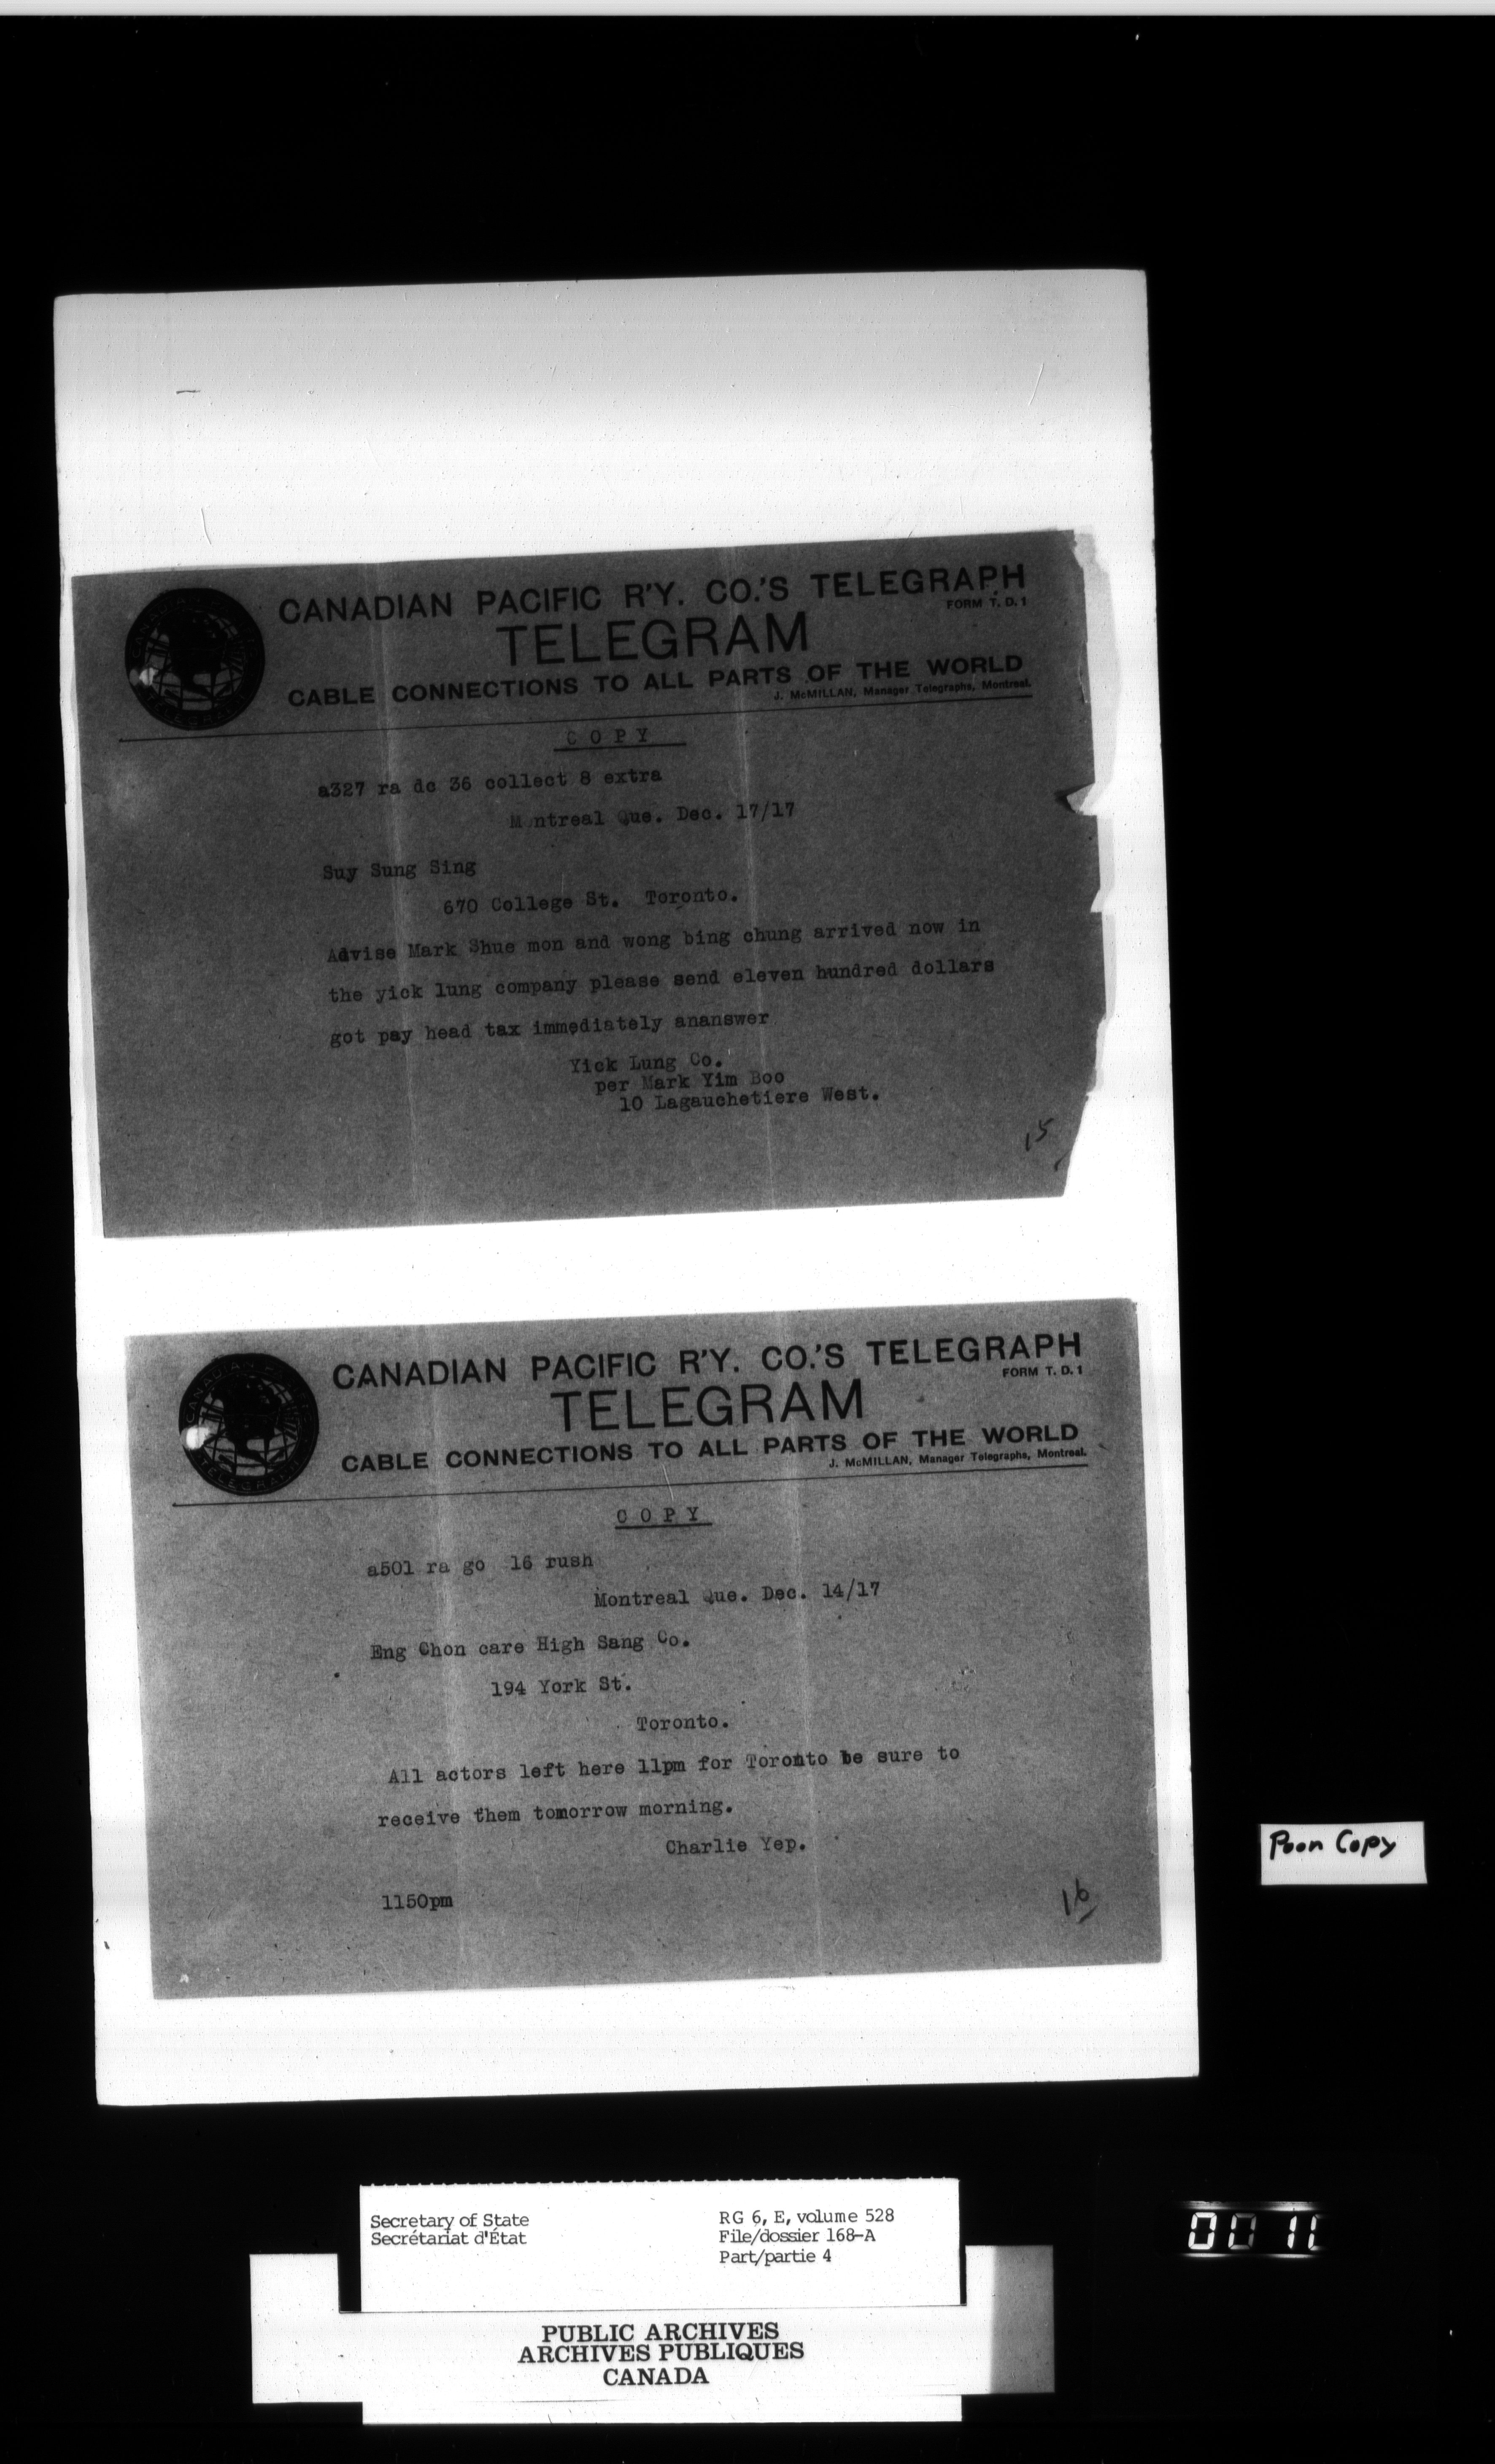 CANADIAN PACIFIC R'Y. CO.'S TELEGRAPH
FORM T. D. 1
TELEGRAM
CABLE CONNECTIONS TO ALL PARTS OF THE WORLD
J. McMILLAN, Manager Telegraphs, Montreal.
COPY
a327 ra dc 36 collect 8 extra
M ntreal Que. Dec. 17/17
Suy Sung Sing
670 College St. Toronto.
Advise Mark Shue mon and wong bing chung arrived now in
the yick lung company please send eleven hundred dollars
got pay head tax immediately ananswer
Yick Lung Co.
per Mark Yim Boo
10 Lagauchetiere West.
15
CANADIAN PACIFIC R'Y. CO.'S TELEGRAPH
FORM T. D. 1
TELEGRAM
CABLE CONNECTIONS TO ALL PARTS OF THE WORLD
J. McMILLAN, Manager Telegraphs, Montreal.
COPY
a501 ra go 16 rush
Montreal Que. Dec. 14/17
Eng Chon care High Sang Co.
194 York St.
Toronto.
All actors left here 11pm for Toronto be sure to
receive them tomorrow morning.
Charlie Yep.
1150pm
16
Poor Copy
Secretary of State
Secrétariat d'État
RG 6, E, volume 528
File/dossier 168-A
Part/partie 4
PUBLIC ARCHIVES
ARCHIVES PUBLIQUES
CANADA